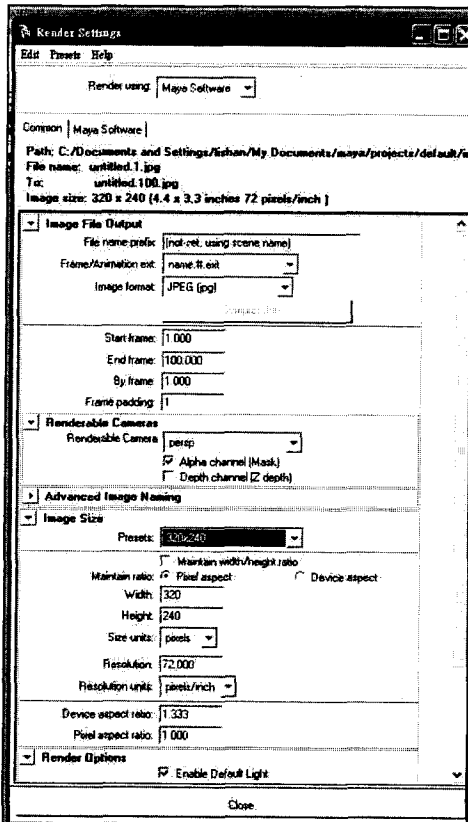 Render Settings
Edit Presets Help
Render using: Maya Software
Common Maya Software
Path: C:/Documents and Settings/lishan/My Documents/maya/projects/default/
File name: untitled.1.jpg
To: untitled.100.jpg
Image size: 320 x 240 (4.4 x 3.3 inches 72 pixels/inch )
Image File Output
File name prefix: (not set, using scene name)
Frame/Animation ext: name.#.ext
Image format: JPEG (jpg)
Start frame: 1.000
End frame: 100.000
By frame: 1.000
Frame padding: 1
Renderable Cameras
Renderable Camera persp
Alpha channel (Mask)
Depth channel (Z depth)
Advanced Image Naming
Image Size
Presets: 320x240
Maintain width/height ratio
Maintain ratio: Pixel aspect Device aspect
Width: 320
Height: 240
Size units: pixels
Resolution: 72.000
Resolution units: pixels/inch
Device aspect ratio: 1.333
Pixel aspect ratio: 1.000
Render Options
Enable Default Light
Close